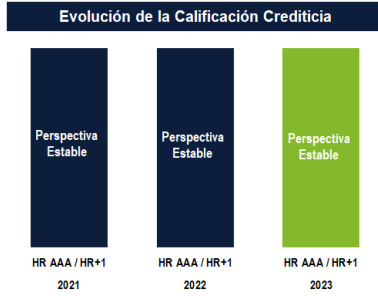 Evolución de la Calificación Crediticia
Perspectiva
Estable
Perspectiva
Estable
Perspectiva
Estable
HR AAA / HR+1
HR AAA / HR+1
HR AAA / HR+1
2021
2022
2023